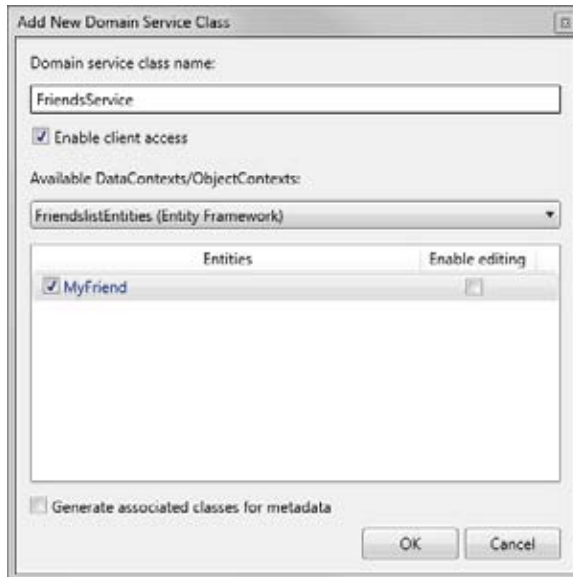 Add New Domain Service Class
Domain service class name:
FriendsService
Enable client access
Available DataContexts/ObjectContexts:
FriendslistEntities (Entity Framework)
Entities Enable editing
MyFriend
Generate associated classes for metadata
OK Cancel